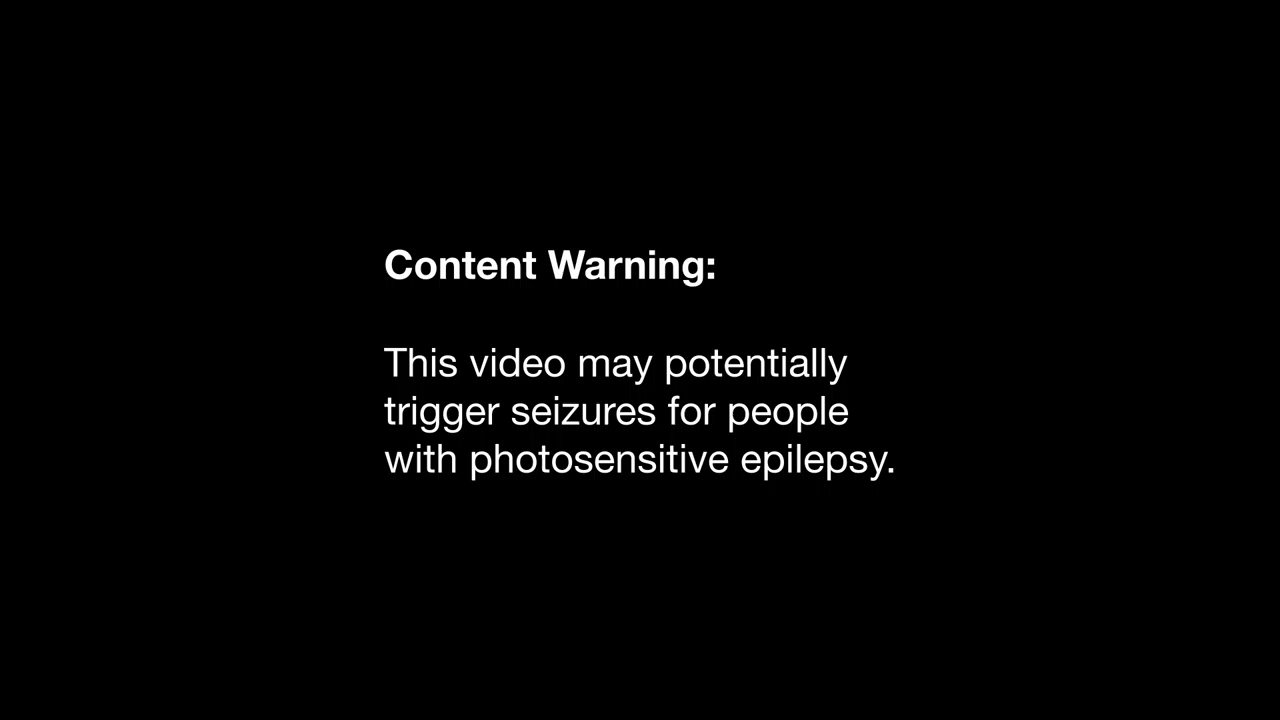 Content Warning:
This video may potentially
trigger seizures for people
with photosensitive epilepsy.